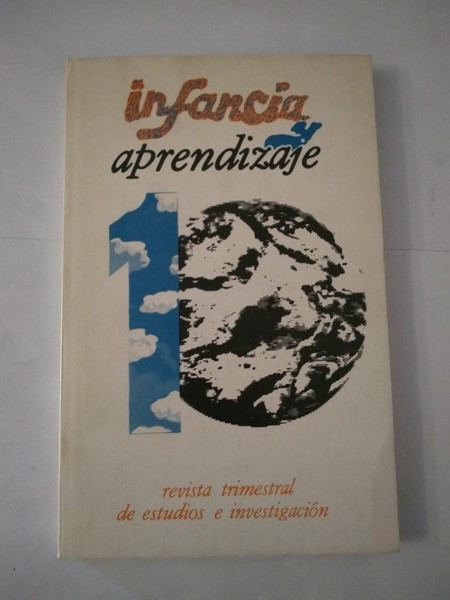 infancia
y
aprendizaje
10
revista trimestral
de estudios e investigación